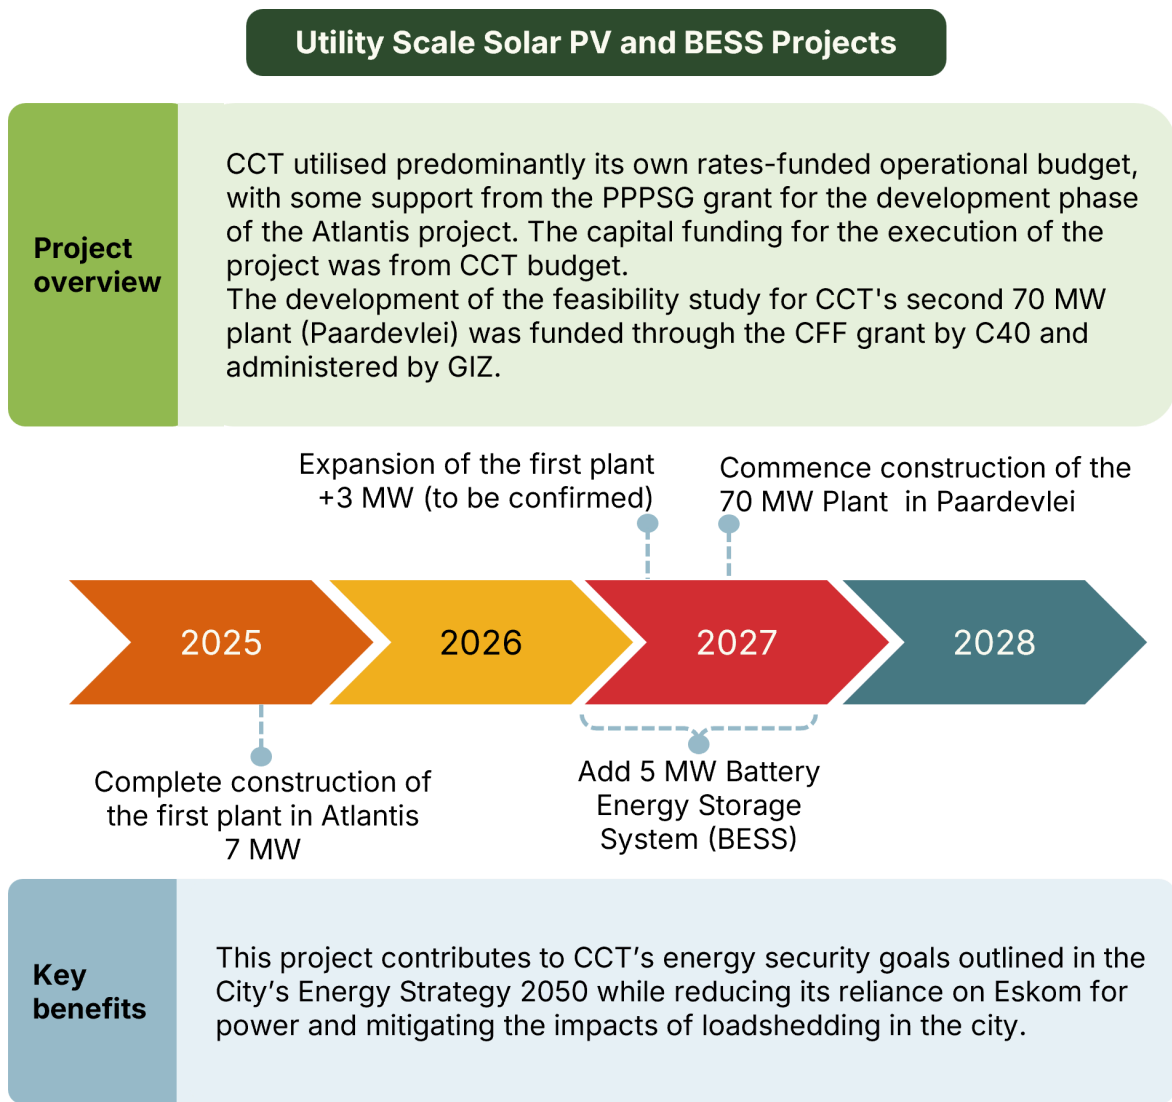 Utility Scale Solar PV and BESS Projects
Project
overview
CCT utilised predominantly its own rates-funded operational budget,
with some support from the PPPSG grant for the development phase
of the Atlantis project. The capital funding for the execution of the
project was from CCT budget.
The development of the feasibility study for CCT's second 70 MW
plant (Paardevlei) was funded through the CFF grant by C40 and
administered by GIZ.
Expansion of the first plant
+3 MW (to be confirmed)
Commence construction of the
70 MW Plant  in Paardevlei
2025
2026
2027
2028
Complete construction of
the first plant in Atlantis
7 MW
Add 5 MW Battery
Energy Storage
System (BESS)
Key
benefits
This project contributes to CCT’s energy security goals outlined in the
City’s Energy Strategy 2050 while reducing its reliance on Eskom for
power and mitigating the impacts of loadshedding in the city.